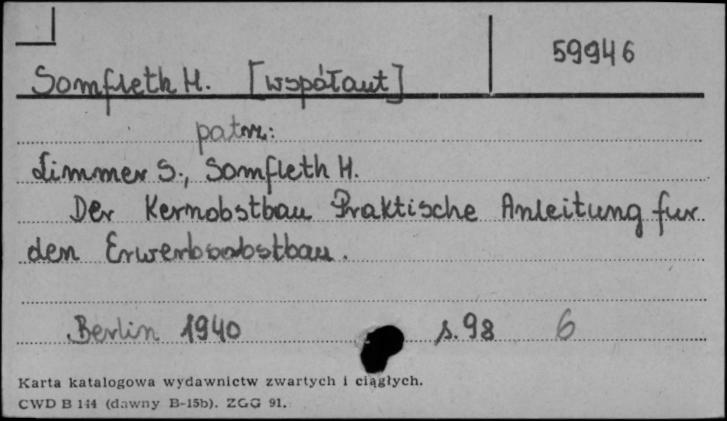 59946
Somfleth H. [współaut]
patrz:
Limmer S., Somfleth H.
Der Kernobstbau Praktische Anleitung fur
den Erwerbsobstbau.
Berlin 1940 s. 98 6
Karta katalogowa wydawnictw zwartych i ciągłych.
CWD B 144 (dawny B-15b). ZGG 91.